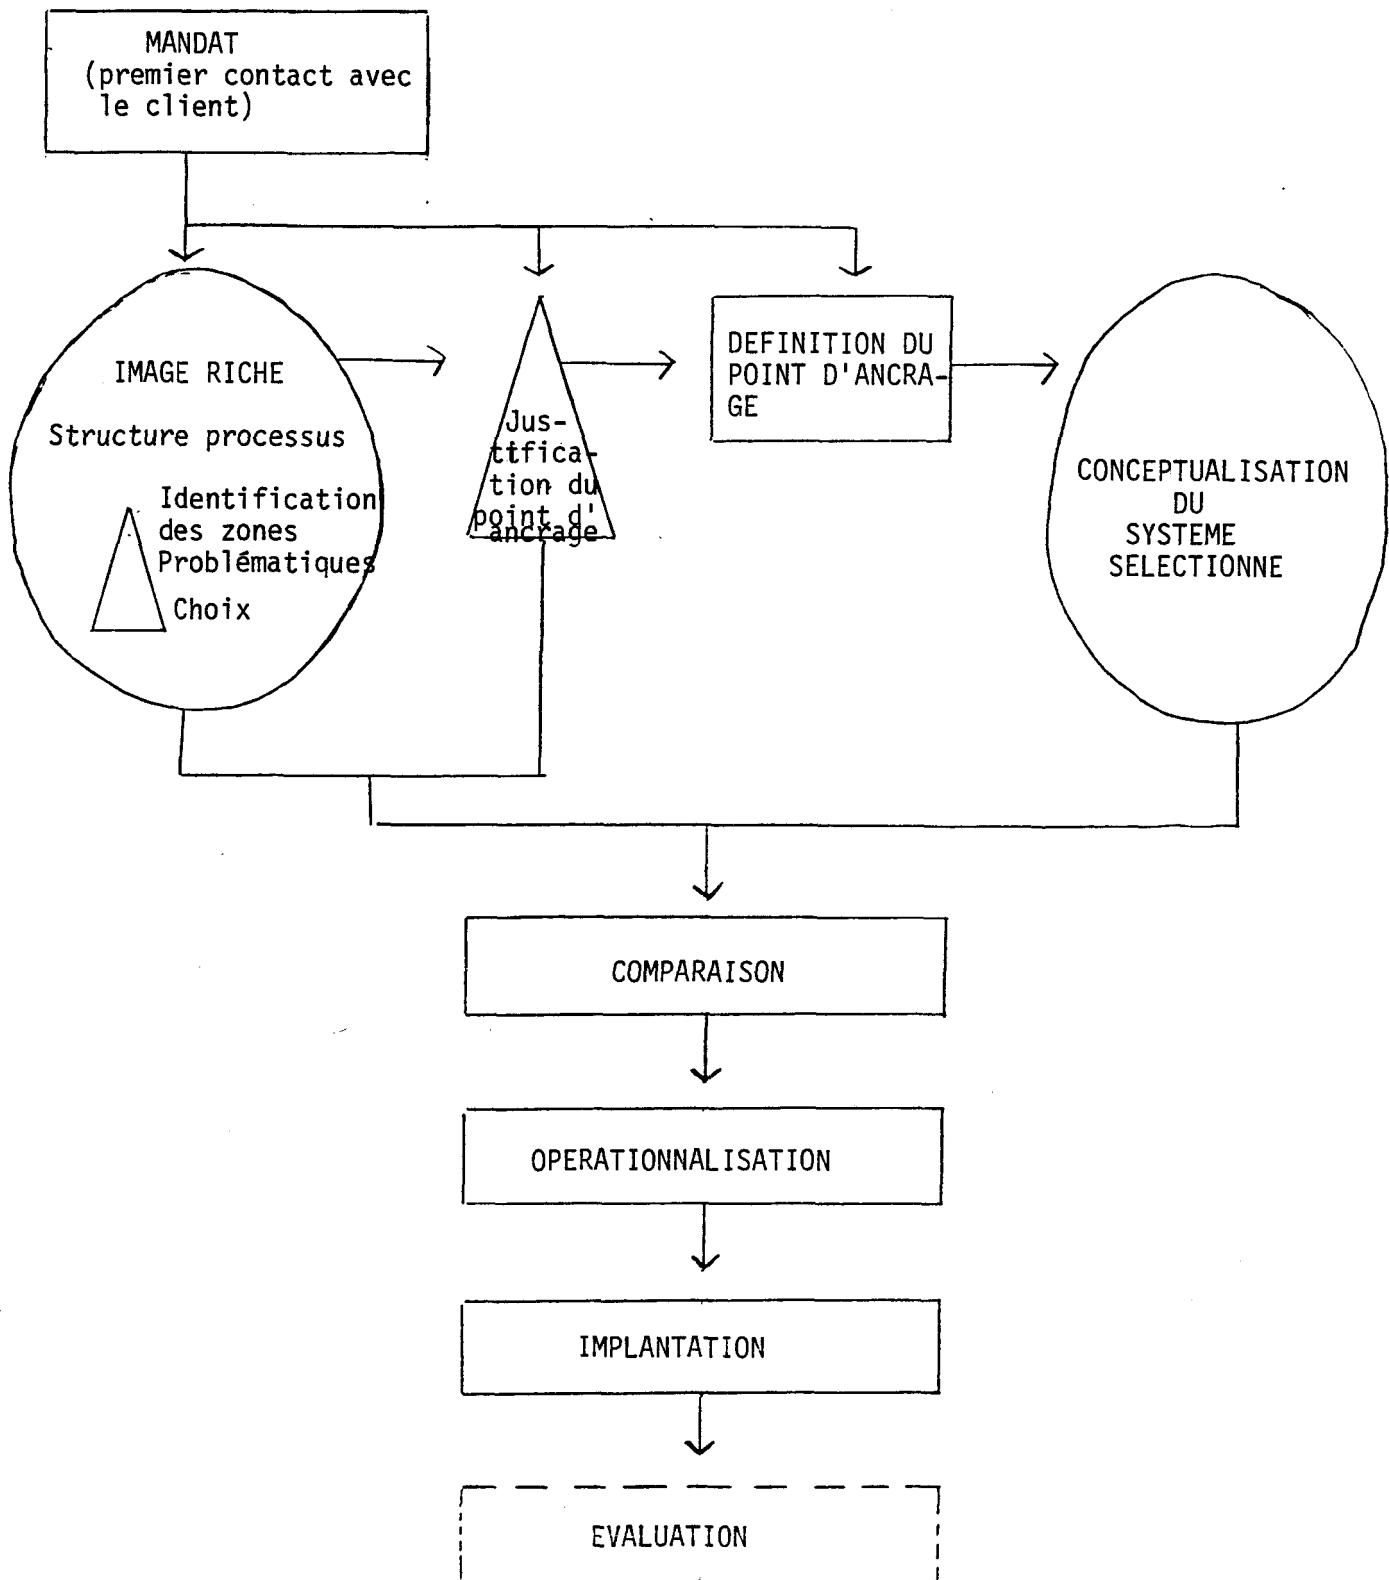 MANDAT
(premier contact avec
le client)
IMAGE RICHE
Structure processus
Identification
des zones
Problématiques
Choix
Jus-
tifica-
tion du
point d'
ancrage
DEFINITION DU
POINT D'ANCRA-
GE
CONCEPTUALISATION
DU
SYSTEME
SELECTIONNE
COMPARAISON
OPERATIONNALISATION
IMPLANTATION
EVALUATION